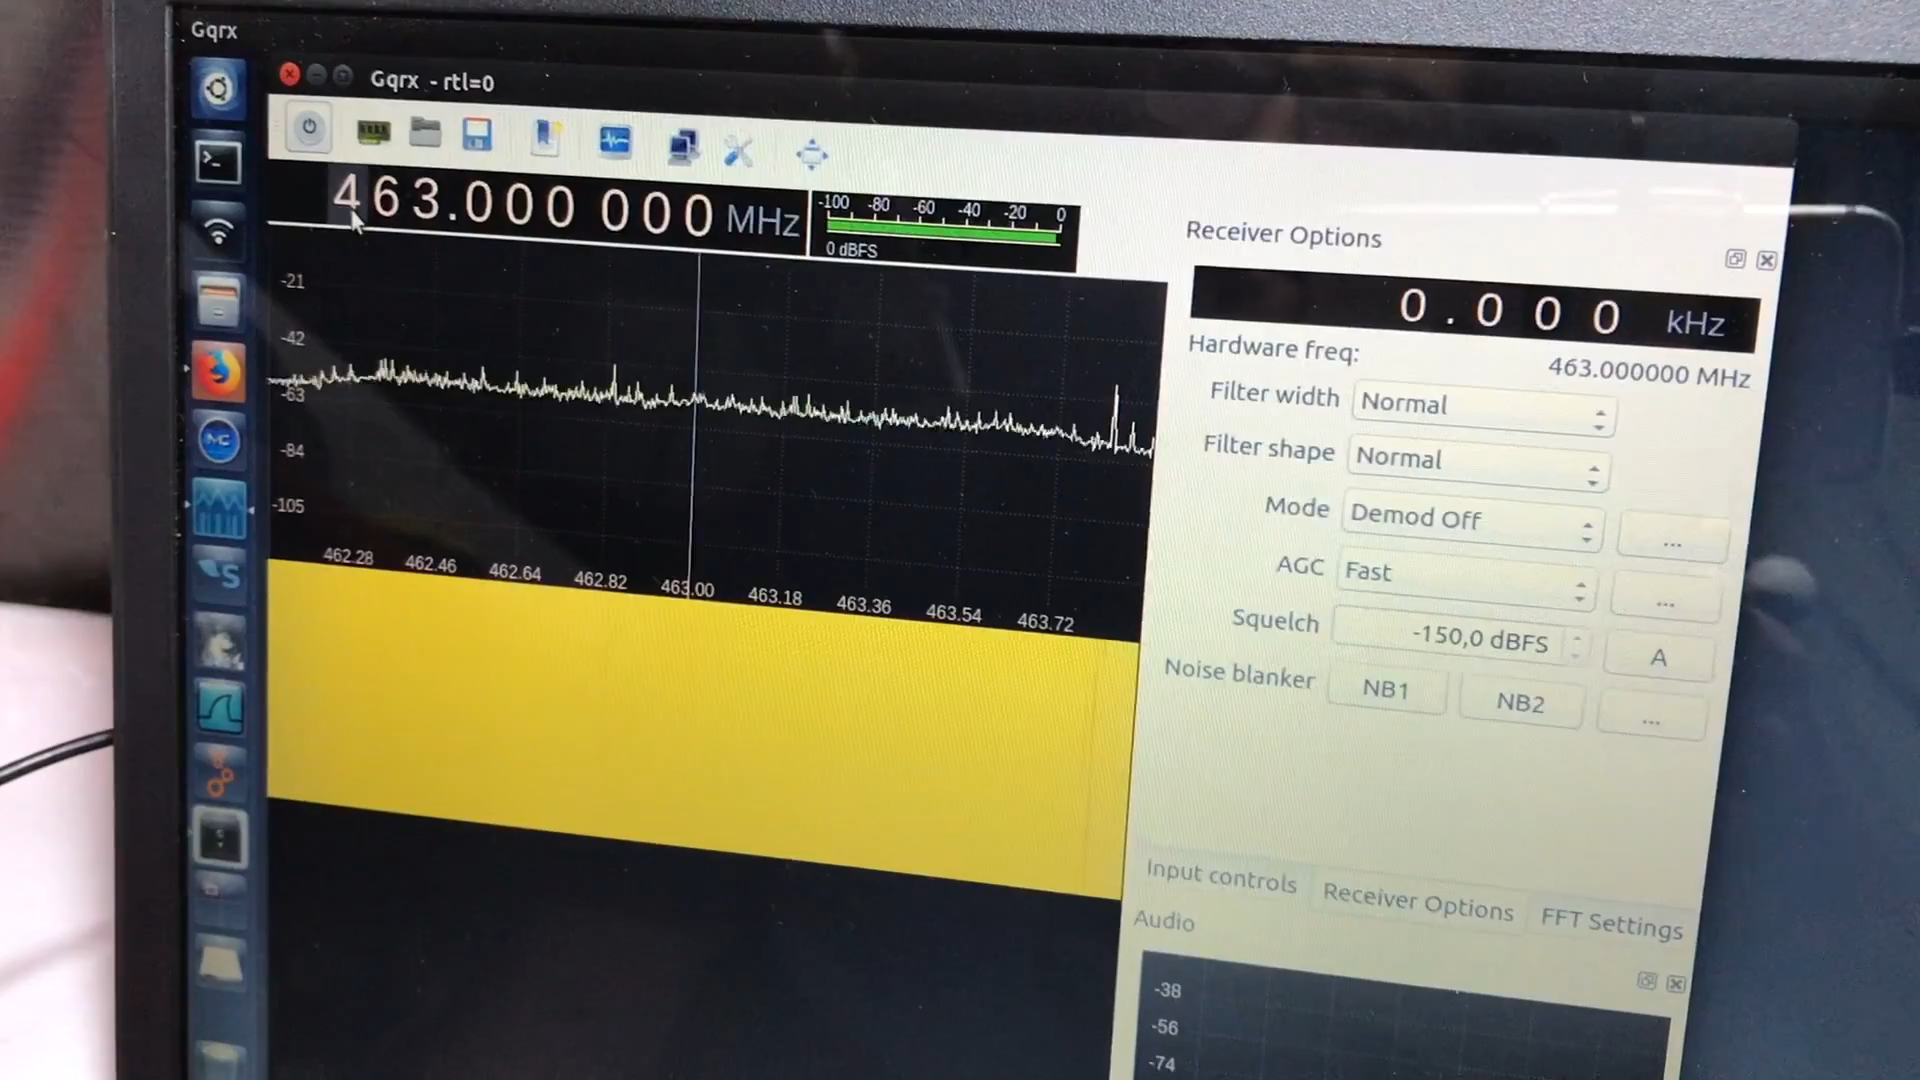 Gqrx
Gqrx - rtl=0
463.000 000 MHz
-100 -80 -60 -40 -20 0
0 dBFS
-21
-42
-63
-84
-105
462.28 462.46 462.64 462.82 463.00 463.18 463.36 463.54 463.72
Receiver Options
0.000 kHz
Hardware freq: 463.000000 MHz
Filter width Normal
Filter shape Normal
Mode Demod Off ...
AGC Fast ...
Squelch -150,0 dBFS A
Noise blanker NB1 NB2 ...
Input controls Receiver Options FFT Settings
Audio
-38
-56
-74